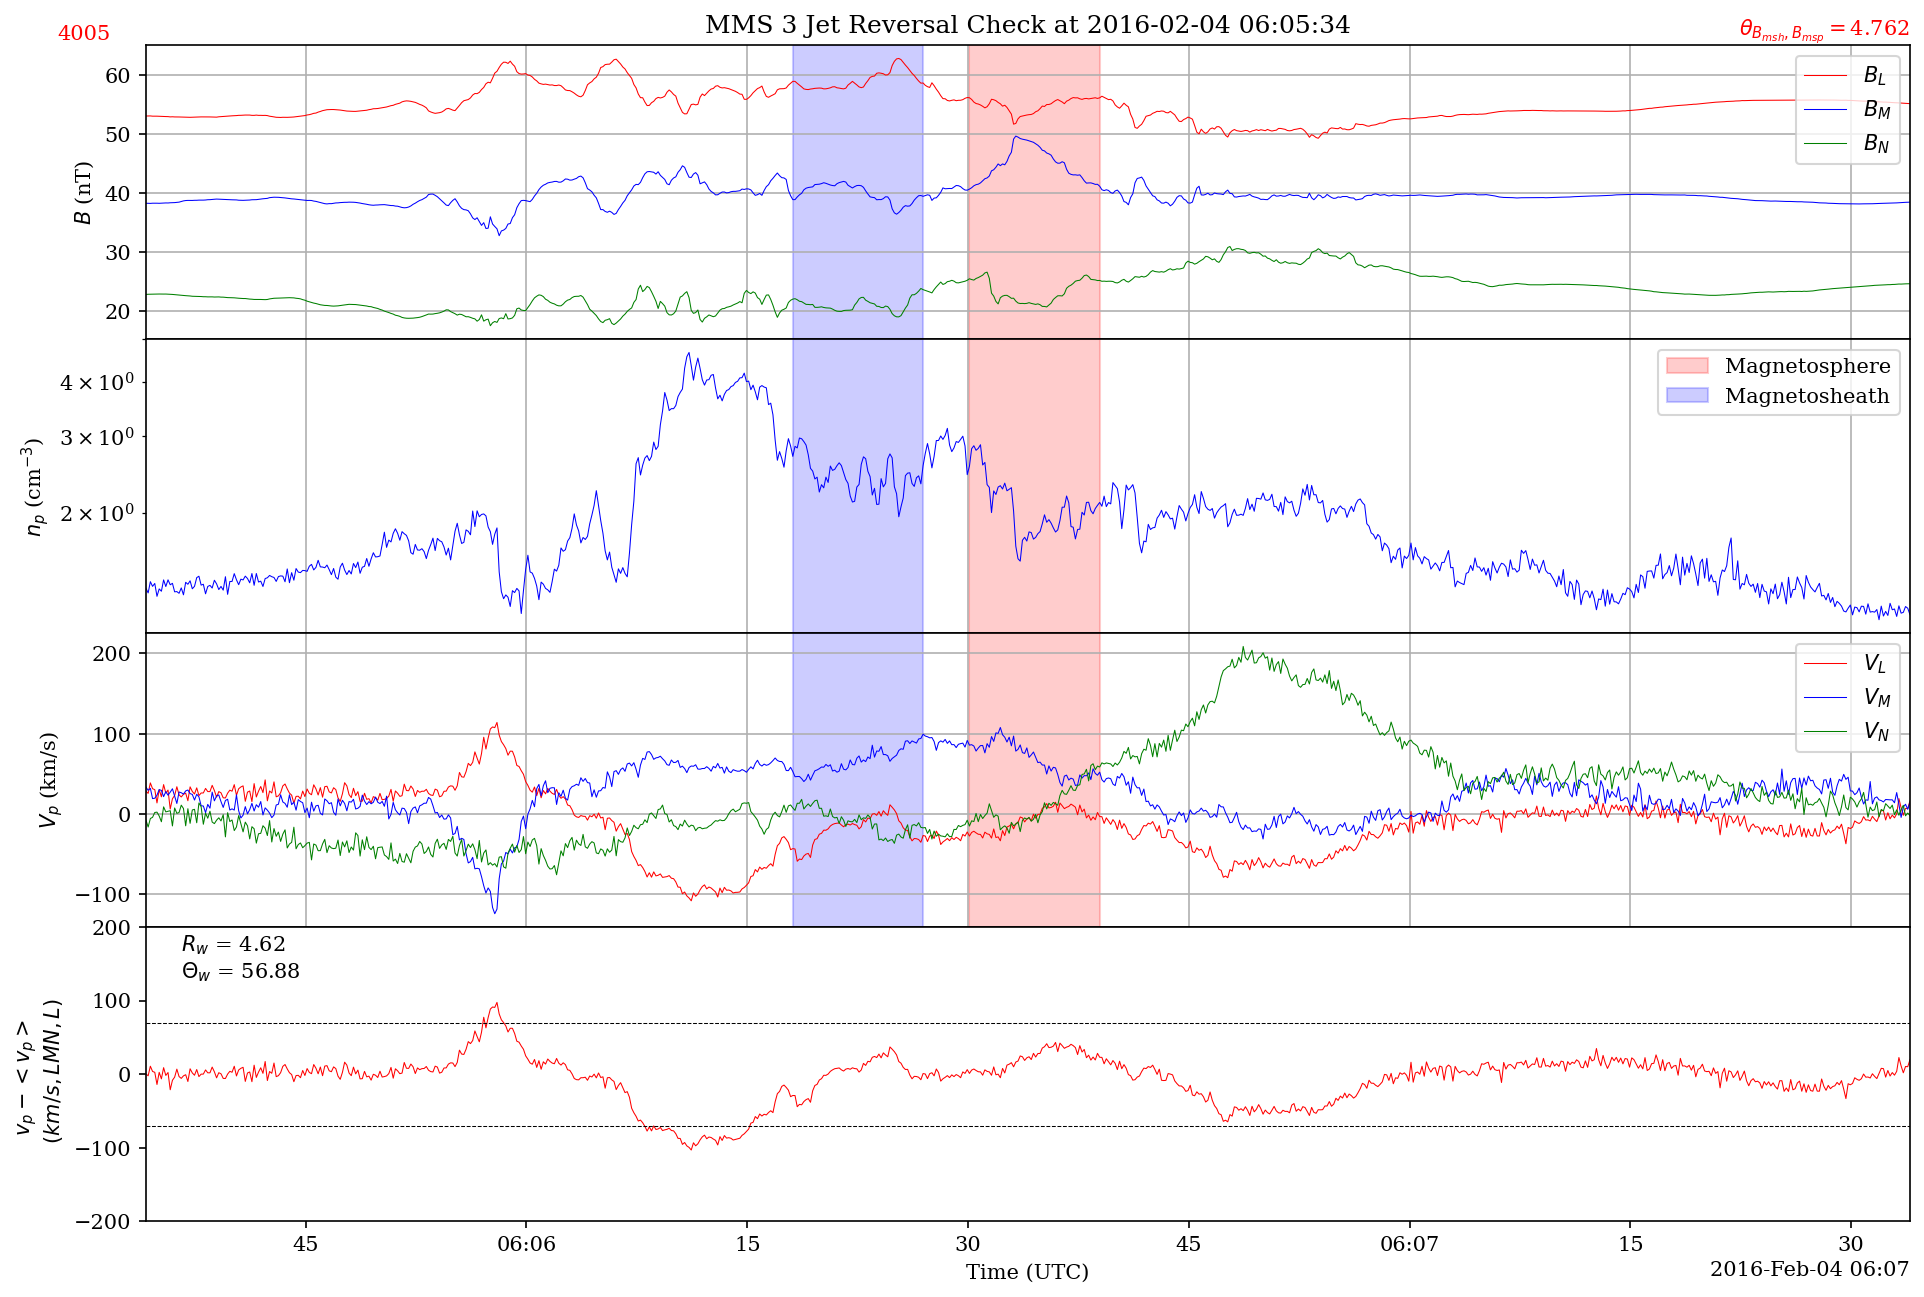 4005
MMS 3 Jet Reversal Check at 2016-02-04 06:05:34
θ_{B_{msh}, B_{msp}} = 4.762
B (nT)
60
50
40
30
20
B_L
B_M
B_N
n_p (cm^{-3})
4 × 10^0
3 × 10^0
2 × 10^0
Magnetosphere
Magnetosheath
V_p (km/s)
200
100
0
−100
V_L
V_M
V_N
v_p − < v_p >
(km/s, LMN, L)
200
100
0
−100
−200
R_w = 4.62
Θ_w = 56.88
45
06:06
15
30
45
06:07
15
30
Time (UTC)
2016-Feb-04 06:07